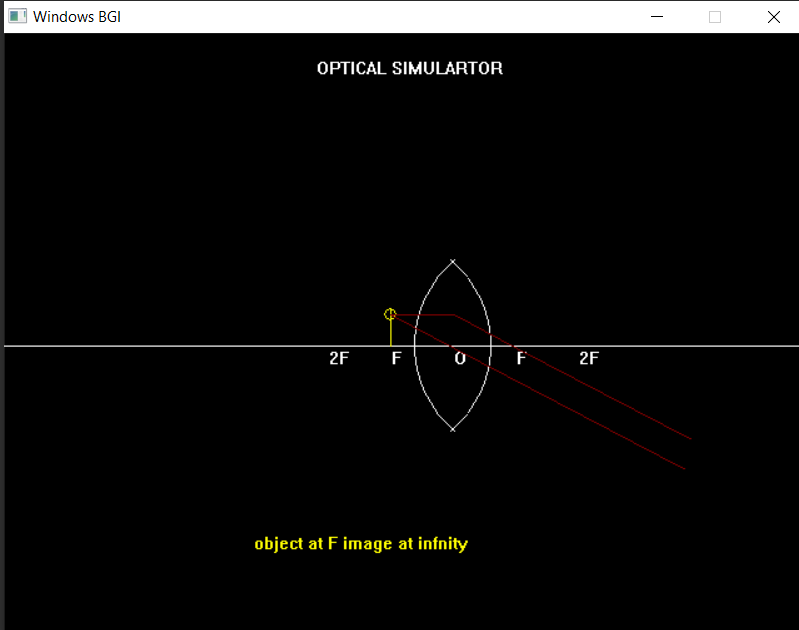 Windows BGI
OPTICAL SIMULARTOR
2F F O F 2F
object at F image at infnity